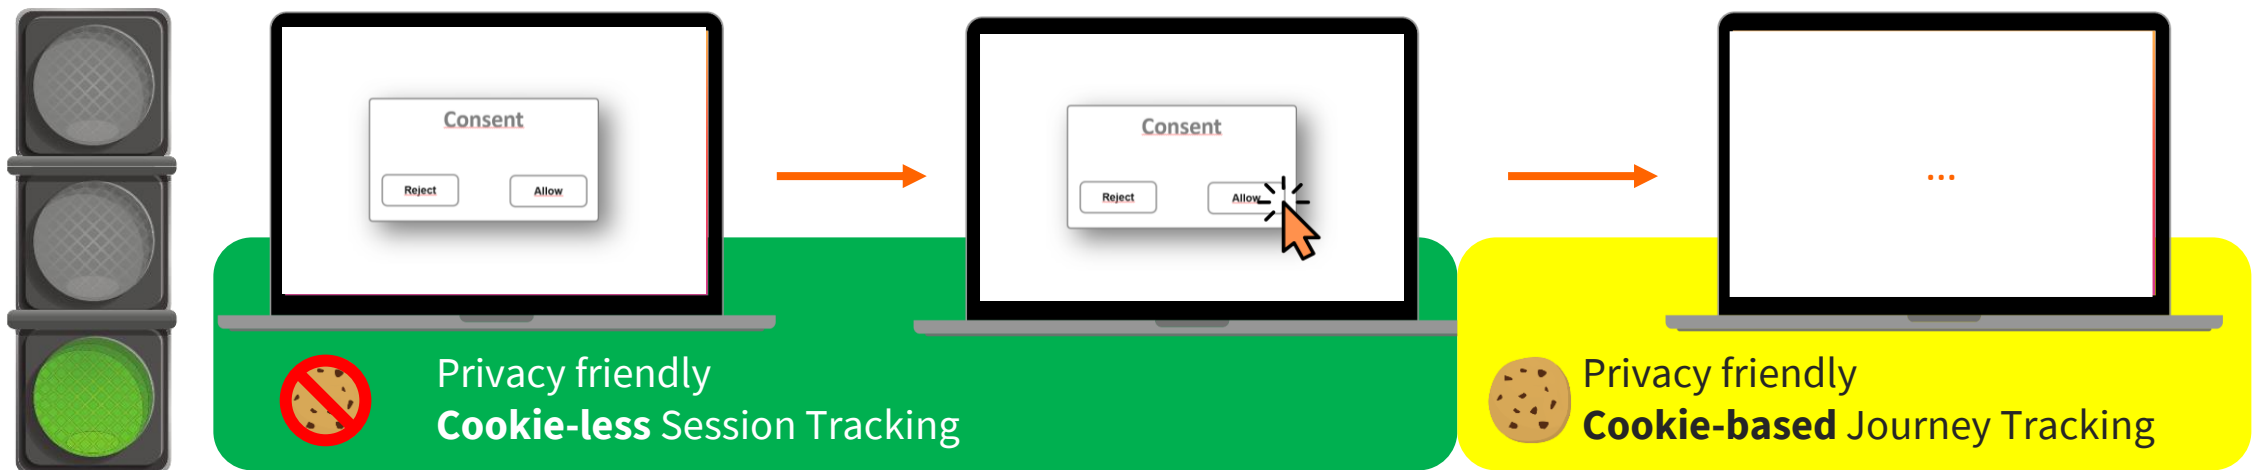 Consent
Reject Allow
Consent
Reject Allow
...
Privacy friendly
Cookie-less Session Tracking
Privacy friendly
Cookie-based Journey Tracking